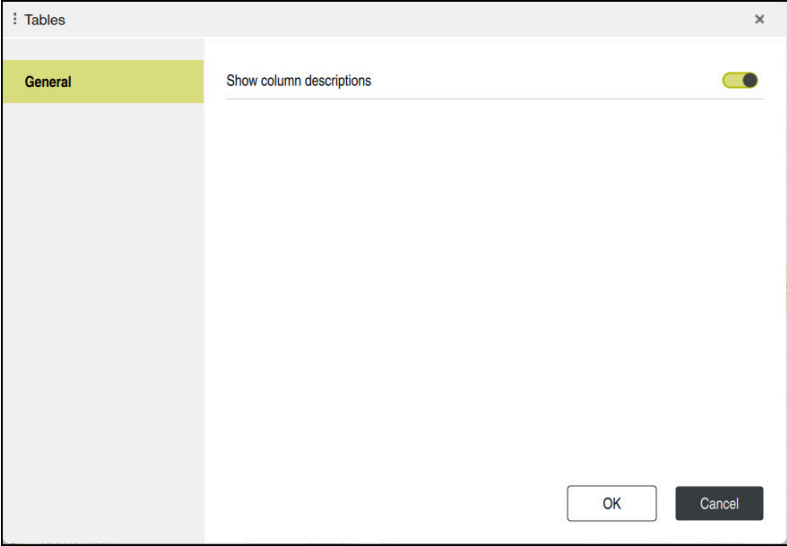 Tables
General
Show column descriptions
OK
Cancel